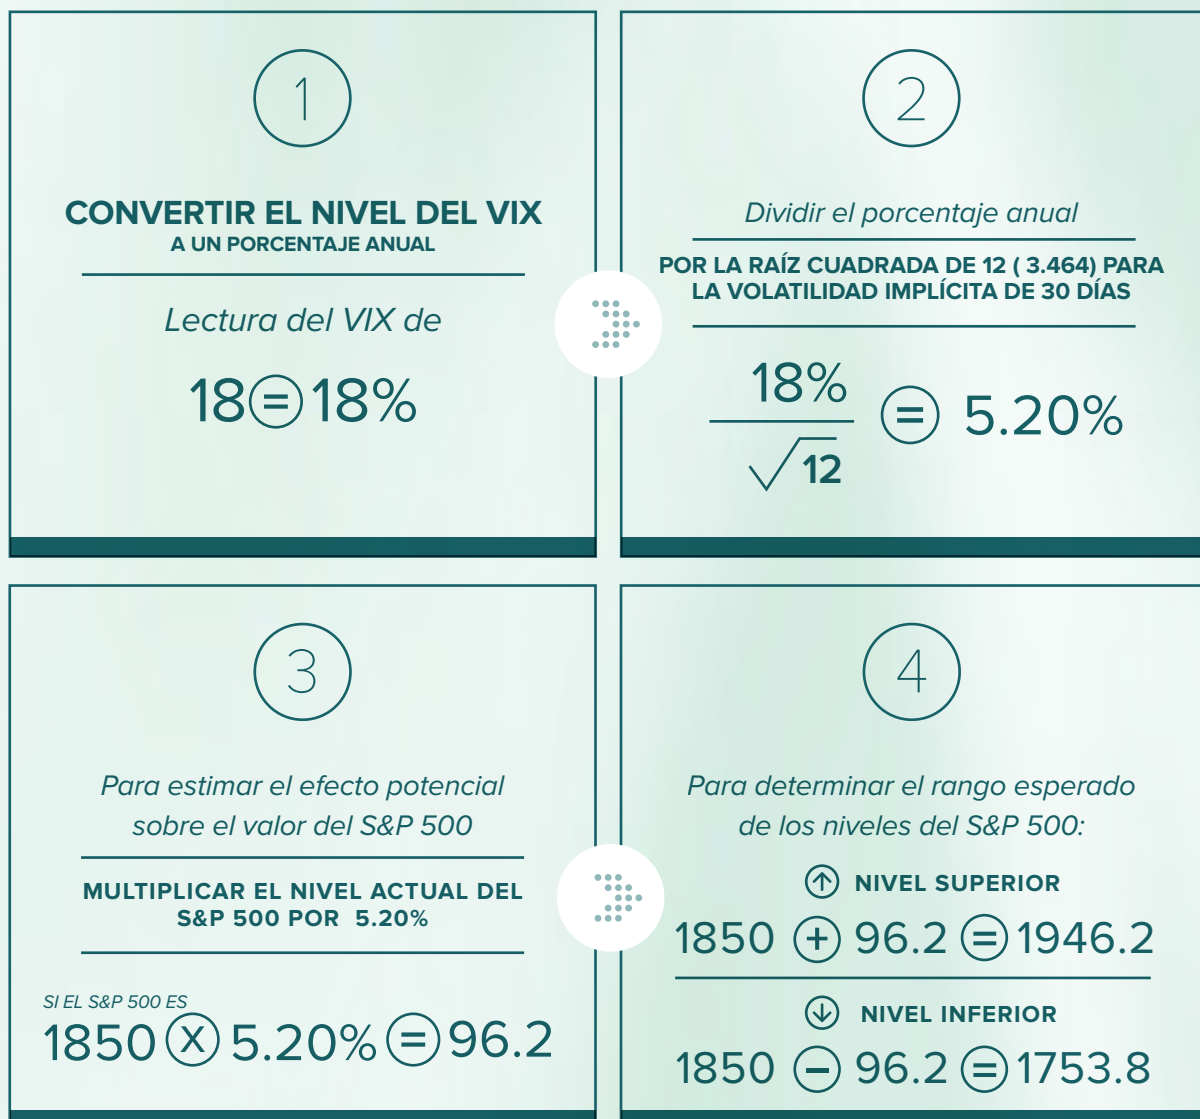 1
CONVERTIR EL NIVEL DEL VIX
A UN PORCENTAJE ANUAL
Lectura del VIX de
18 = 18%
2
Dividir el porcentaje anual
POR LA RAÍZ CUADRADA DE 12 ( 3.464) PARA
LA VOLATILIDAD IMPLÍCITA DE 30 DÍAS
18%
√12
= 5.20%
3
Para estimar el efecto potencial
sobre el valor del S&P 500
MULTIPLICAR EL NIVEL ACTUAL DEL
S&P 500 POR 5.20%
SI EL S&P 500 ES
1850 X 5.20% = 96.2
4
Para determinar el rango esperado
de los niveles del S&P 500:
↑ NIVEL SUPERIOR
1850 + 96.2 = 1946.2
↓ NIVEL INFERIOR
1850 − 96.2 = 1753.8